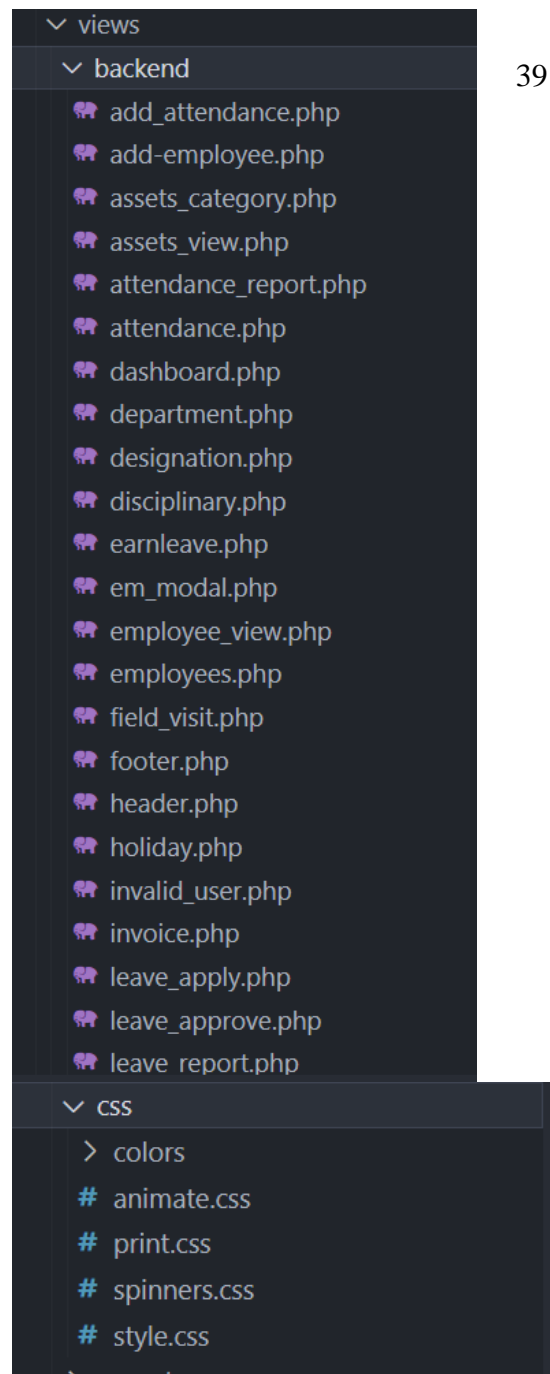 views
backend
39
add_attendance.php
add-employee.php
assets_category.php
assets_view.php
attendance_report.php
attendance.php
dashboard.php
department.php
designation.php
disciplinary.php
earnleave.php
em_modal.php
employee_view.php
employees.php
field_visit.php
footer.php
header.php
holiday.php
invalid_user.php
invoice.php
leave_apply.php
leave_approve.php
leave_report.php
css
colors
# animate.css
# print.css
# spinners.css
# style.css